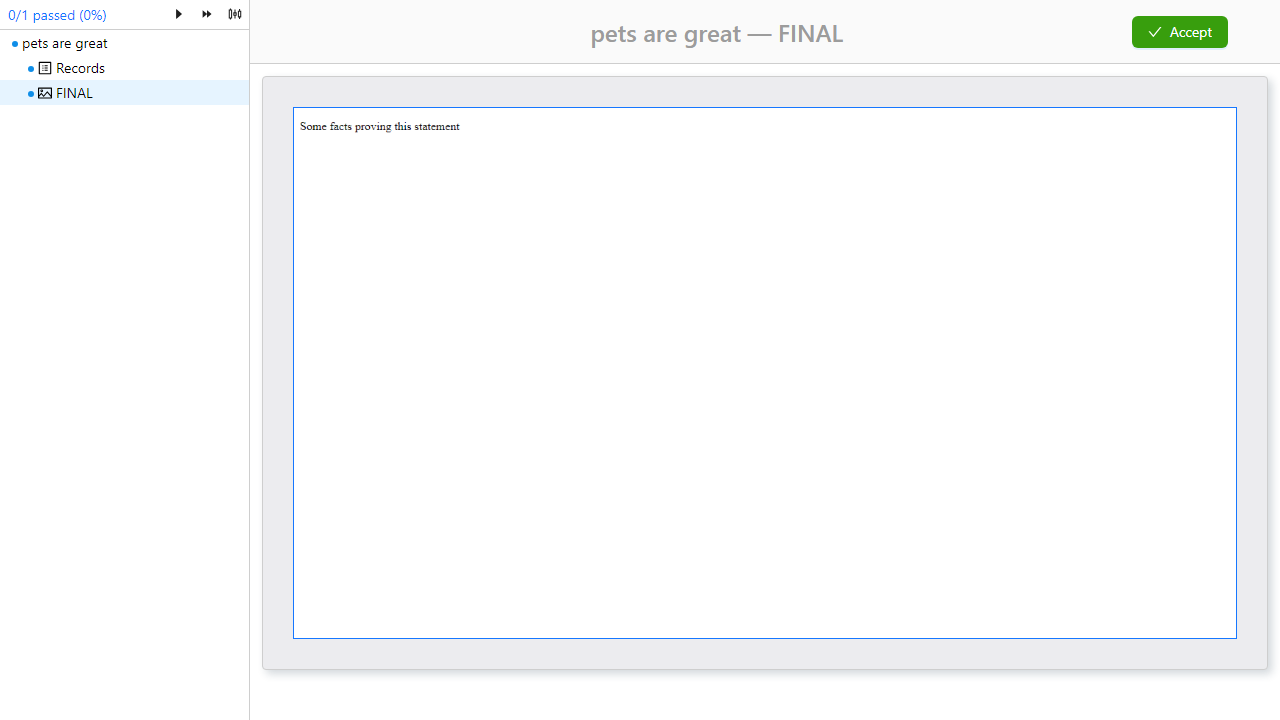 0/1 passed (0%)
pets are great
Records
FINAL
pets are great — FINAL
Accept
Some facts proving this statement